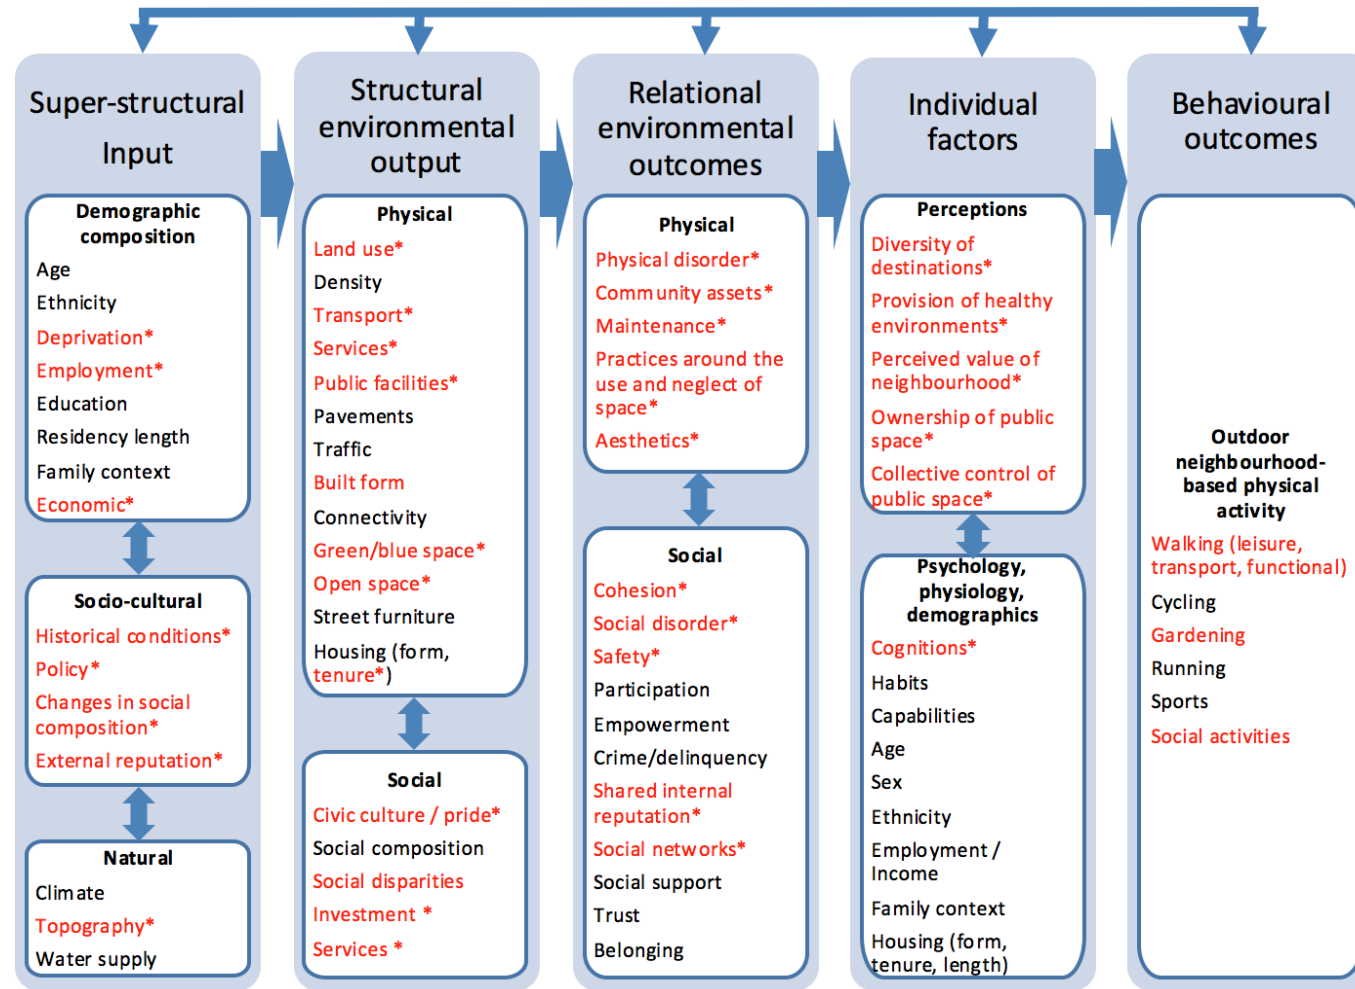 Super-structural
Input
Demographic
composition
Age
Ethnicity
Deprivation*
Employment*
Education
Residency length
Family context
Economic*
Socio-cultural
Historical conditions*
Policy*
Changes in social
composition*
External reputation*
Natural
Climate
Topography*
Water supply
Structural
environmental
output
Physical
Land use*
Density
Transport*
Services*
Public facilities*
Pavements
Traffic
Built form
Connectivity
Green/blue space*
Open space*
Street furniture
Housing (form,
tenure*)
Social
Civic culture / pride*
Social composition
Social disparities
Investment *
Services *
Relational
environmental
outcomes
Physical
Physical disorder*
Community assets*
Maintenance*
Practices around the
use and neglect of
space*
Aesthetics*
Social
Cohesion*
Social disorder*
Safety*
Participation
Empowerment
Crime/delinquency
Shared internal
reputation*
Social networks*
Social support
Trust
Belonging
Individual
factors
Perceptions
Diversity of
destinations*
Provision of healthy
environments*
Perceived value of
neighbourhood*
Ownership of public
space*
Collective control of
public space*
Psychology,
physiology,
demographics
Cognitions*
Habits
Capabilities
Age
Sex
Ethnicity
Employment /
Income
Family context
Housing (form,
tenure, length)
Behavioural
outcomes
Outdoor
neighbourhood-
based physical
activity
Walking (leisure,
transport, functional)
Cycling
Gardening
Running
Sports
Social activities